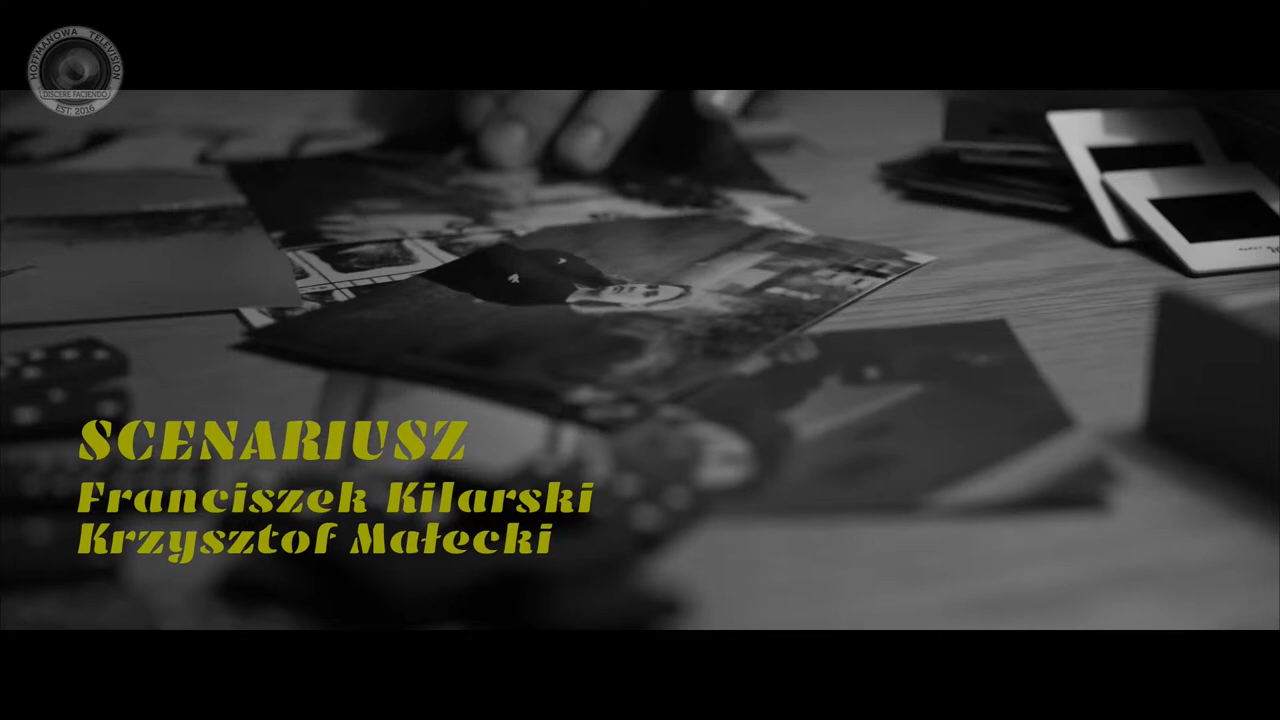 HOFFMANOWA TELEVISION
DISCERE FACIENDO
EST. 2016
SCENARIUSZ
Franciszek Kilarski
Krzysztof Małecki